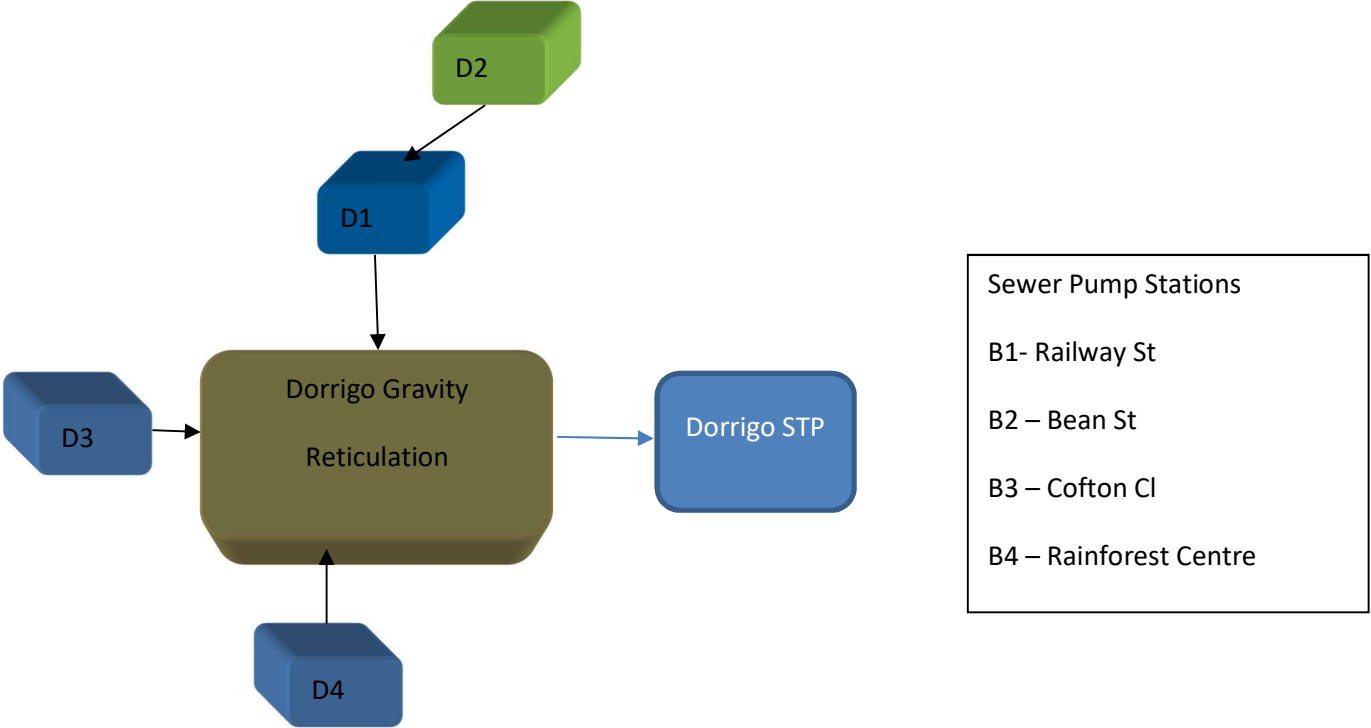 D2
D1
Dorrigo Gravity
Reticulation
D3
D4
Dorrigo STP
Sewer Pump Stations
B1- Railway St
B2 – Bean St
B3 – Cofton Cl
B4 – Rainforest Centre